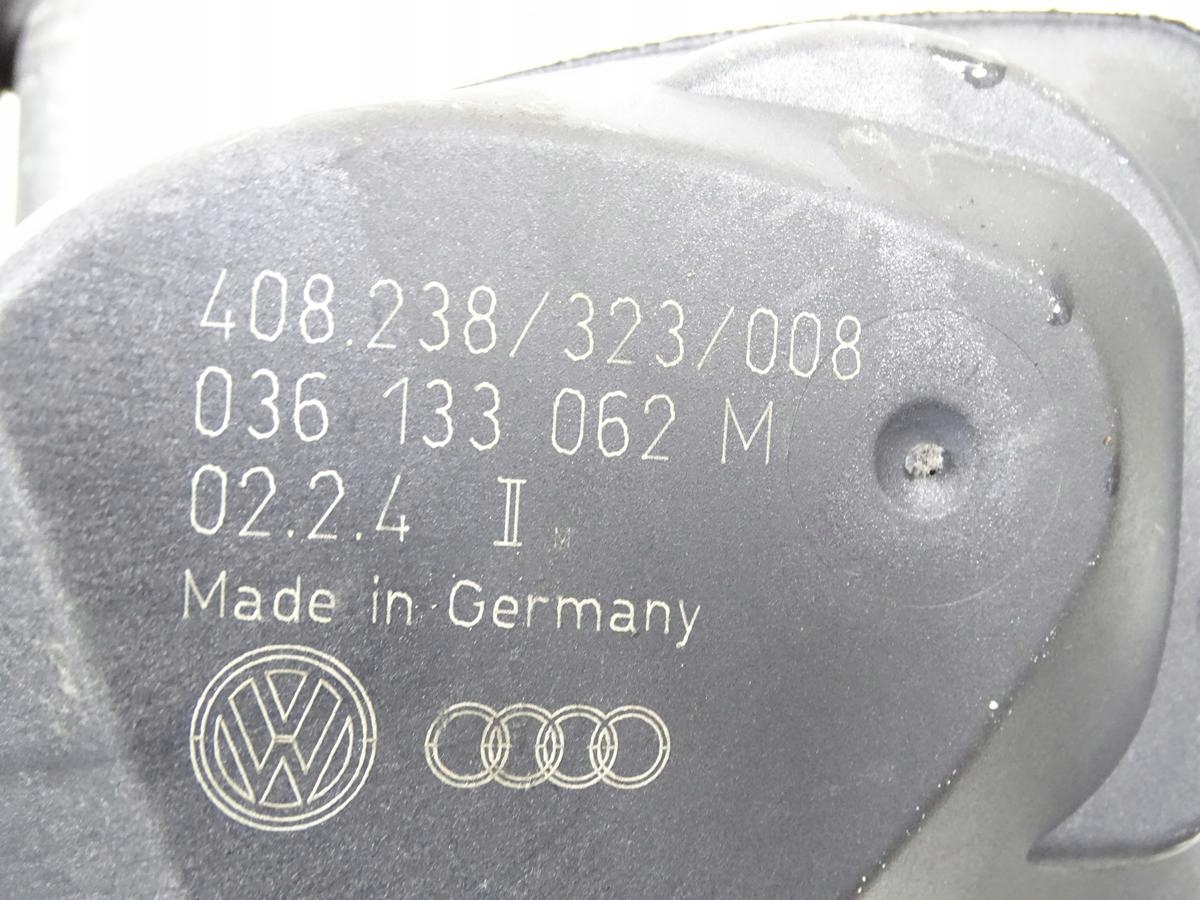 408.238/323/008
036 133 062 M
02.2.4 II M
Made in Germany